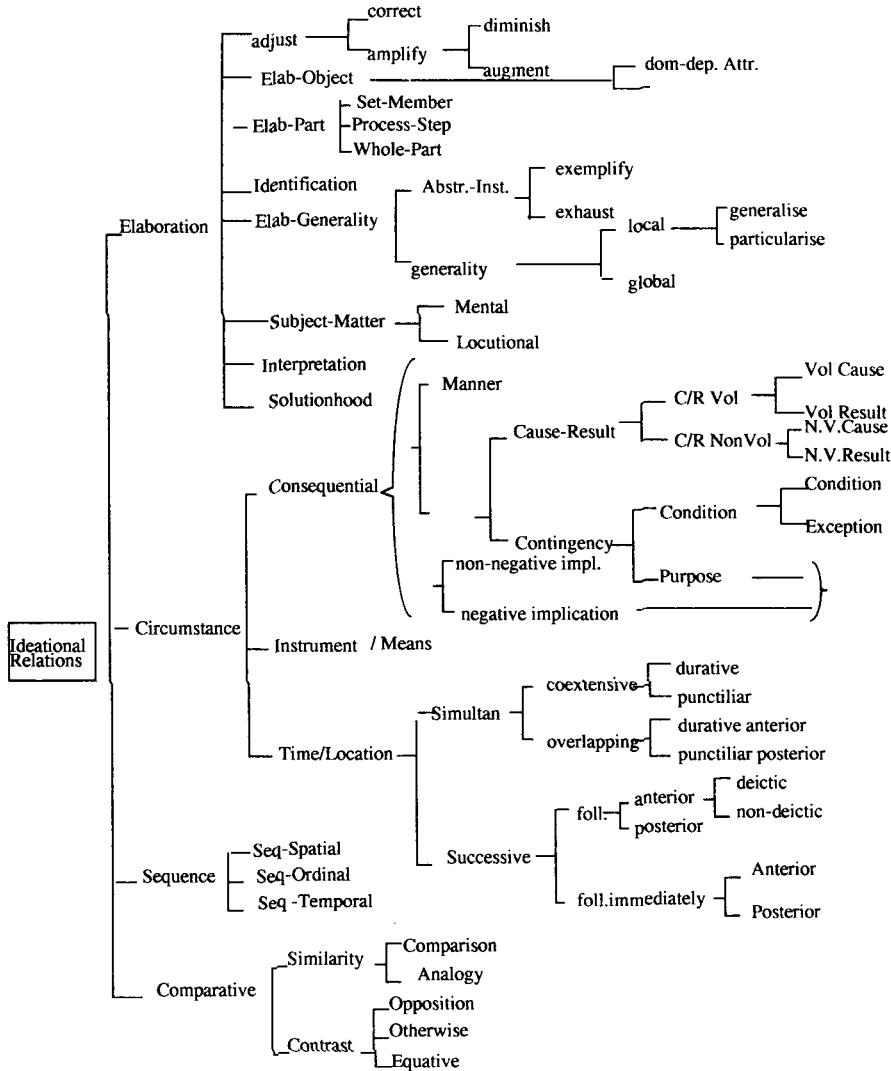 correct
adjust
diminish
amplify
augment
Elab-Object
dom-dep. Attr.
Set-Member
Elab-Part
Process-Step
Whole-Part
exemplify
Identification
Abstr.-Inst.
Elab-Generality
exhaust
generalise
local
Elaboration
particularise
generality
global
Mental
Subject-Matter
Locutional
Interpretation
Manner
Solutionhood
Vol Cause
C/R Vol
Vol Result
Cause-Result
N.V.Cause
C/R NonVol
N.V.Result
Consequential
Condition
Condition
Exception
Contingency
non-negative impl.
Purpose
negative implication
Circumstance
Ideational
Relations
Instrument / Means
durative
coextensive
punctiliar
Simultan
durative anterior
overlapping
punctiliar posterior
Time/Location
deictic
anterior
foll.
non-deictic
posterior
Seq-Spatial
Successive
Sequence
Seq-Ordinal
Anterior
foll.immediately
Seq -Temporal
Posterior
Comparison
Similarity
Analogy
Comparative
Opposition
Otherwise
Contrast
Equative